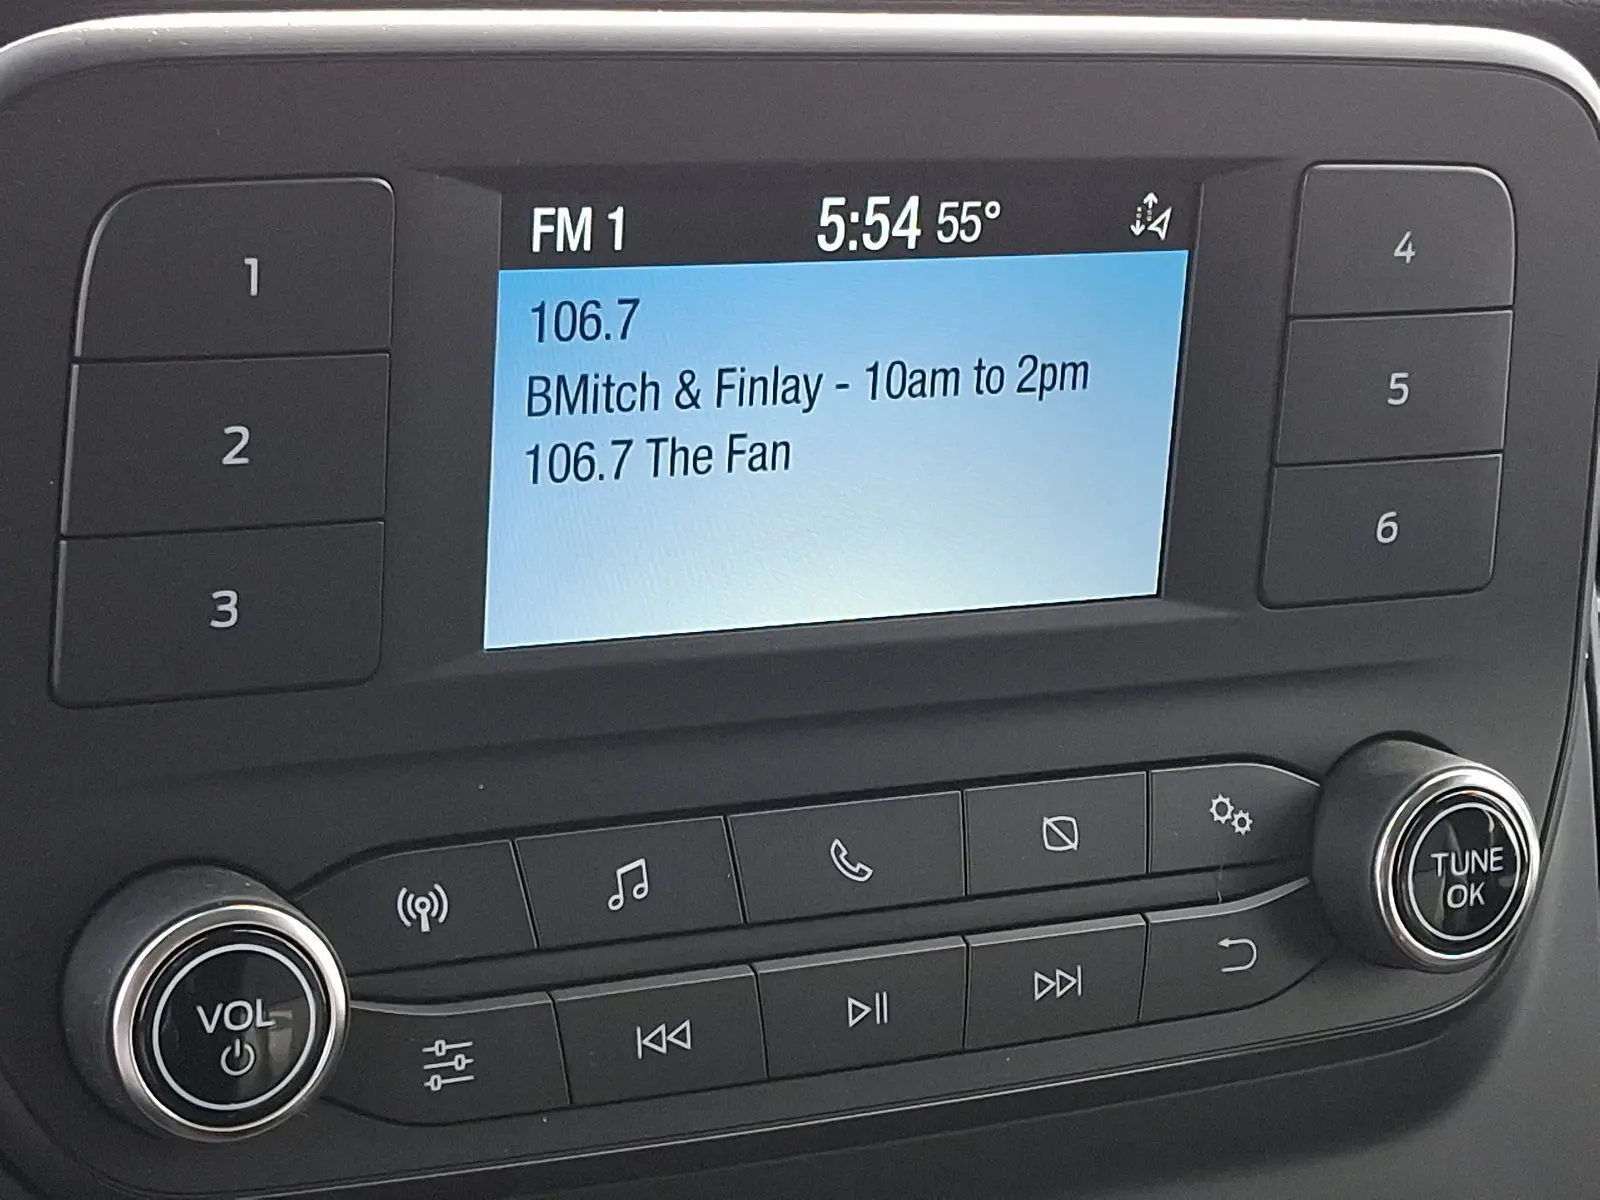 FM 1 5:54 55°
106.7
BMitch & Finlay - 10am to 2pm
106.7 The Fan
1
2
3
4
5
6
VOL
TUNE
OK